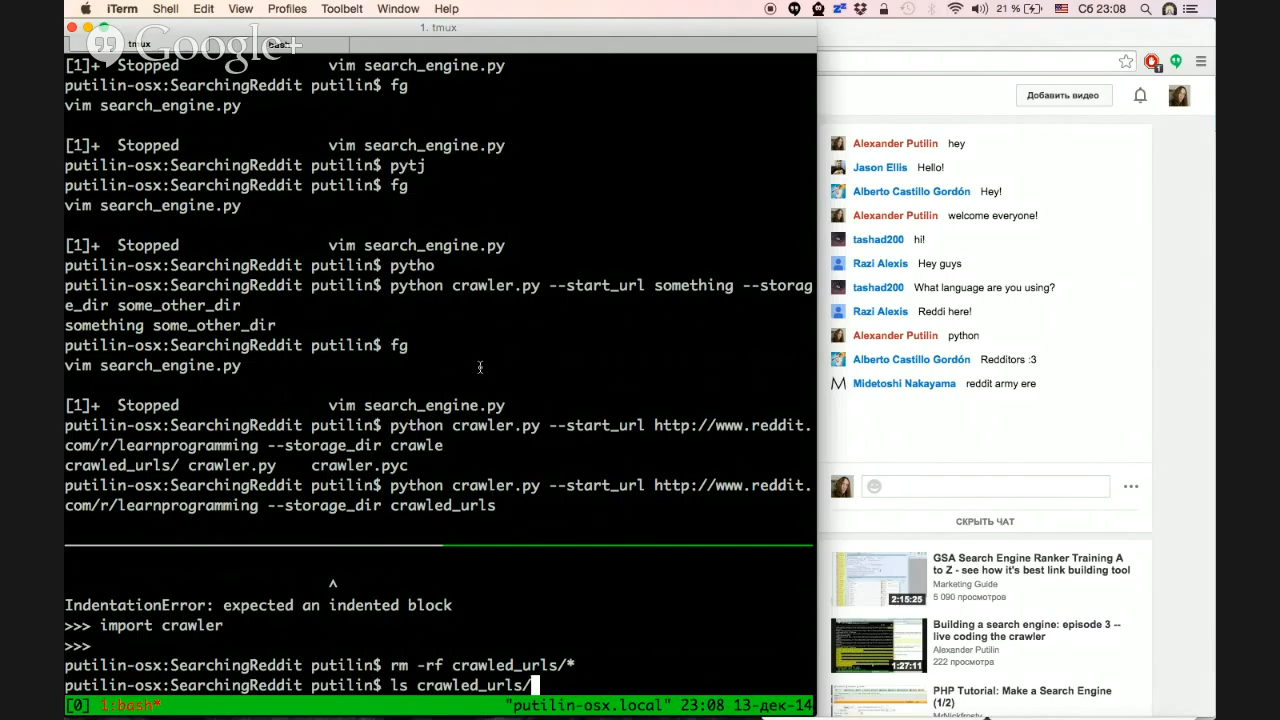 iTerm Shell Edit View Profiles Toolbelt Window Help 21 % Сб 23:08
1. tmux
tmux
Google+
[1]+ Stopped vim search_engine.py
putilin-osx:SearchingReddit putilin$ fg
vim search_engine.py
[1]+ Stopped vim search_engine.py
putilin-osx:SearchingReddit putilin$ pytj
putilin-osx:SearchingReddit putilin$ fg
vim search_engine.py
[1]+ Stopped vim search_engine.py
putilin-osx:SearchingReddit putilin$ pytho
putilin-osx:SearchingReddit putilin$ python crawler.py --start_url something --storag
e_dir some_other_dir
something some_other_dir
putilin-osx:SearchingReddit putilin$ fg
vim search_engine.py
[1]+ Stopped vim search_engine.py
putilin-osx:SearchingReddit putilin$ python crawler.py --start_url http://www.reddit.
com/r/learnprogramming --storage_dir crawle
crawled_urls/ crawler.py crawler.pyc
putilin-osx:SearchingReddit putilin$ python crawler.py --start_url http://www.reddit.
com/r/learnprogramming --storage_dir crawled_urls
^
IndentationError: expected an indented block
>>> import crawler
>>>
putilin-osx:SearchingReddit putilin$ rm -rf crawled_urls/*
putilin-osx:SearchingReddit putilin$ lsrawled_urls/
[0] 1:bash* "putilin-osx.local" 23:08 13-дек-14
Добавить видео
Alexander Putilin hey
Jason Ellis Hello!
Alberto Castillo Gordón Hey!
Alexander Putilin welcome everyone!
tashad200 hi!
Razi Alexis Hey guys
tashad200 What language are you using?
Razi Alexis Reddi here!
Alexander Putilin python
Alberto Castillo Gordón Redditors :3
Midetoshi Nakayama reddit army ere
СКРЫТЬ ЧАТ
GSA Search Engine Ranker Training A
to Z - see how it's best link building tool
Marketing Guide
5 090 просмотров
2:15:25
Building a search engine: episode 3 --
live coding the crawler
Alexander Putilin
222 просмотра
1:27:11
PHP Tutorial: Make a Search Engine
(1/2)